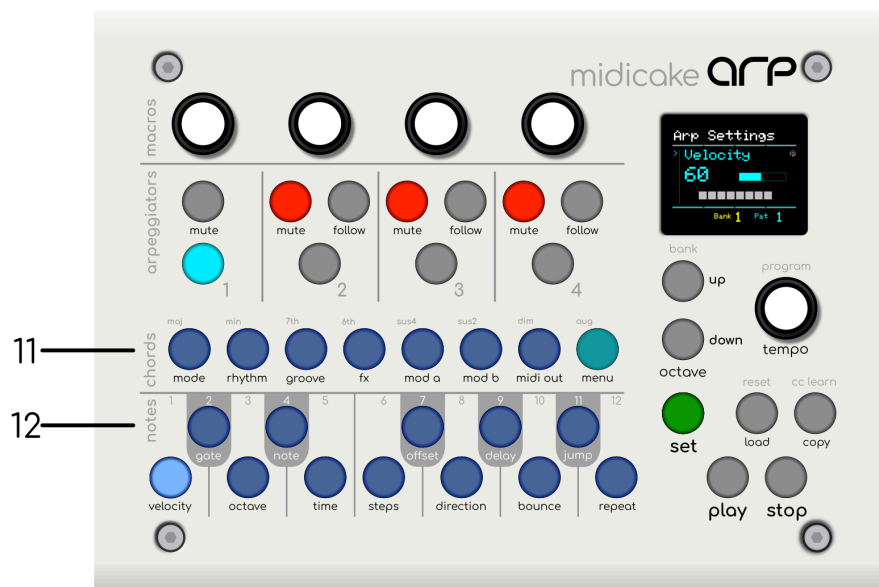 midicake arp
macros
Arp Settings
> Velocity
60
Bank 1 Pat 1
arpeggiators
mute mute follow mute follow mute follow
1 2 3 4
bank
up
program
down
tempo
octave
11
chords
maj min 7th 6th sus4 sus2 dim aug
mode rhythm groove fx mod a mod b midi out menu
reset cc learn
set load copy
12
notes
1 2 3 4 5 6 7 8 9 10 11 12
gate note offset delay jump
velocity octave time steps direction bounce repeat
play stop